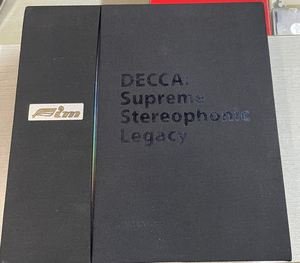 DECCA:
Supreme
Stereophonic
Legacy
Fim